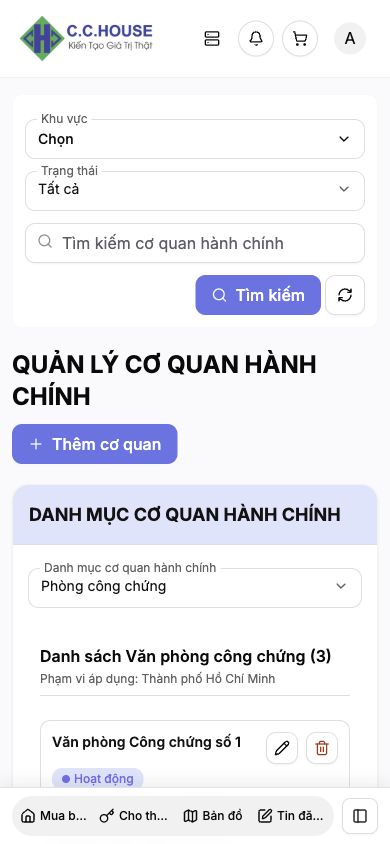 C.C.HOUSE
Kiến Tạo Giá Trị Thật
A
Khu vực
Chọn
Trạng thái
Tất cả
Tìm kiếm cơ quan hành chính
Tìm kiếm
QUẢN LÝ CƠ QUAN HÀNH
CHÍNH
Thêm cơ quan
DANH MỤC CƠ QUAN HÀNH CHÍNH
Danh mục cơ quan hành chính
Phòng công chứng
Danh sách Văn phòng công chứng (3)
Phạm vi áp dụng: Thành phố Hồ Chí Minh
Văn phòng Công chứng số 1
Hoạt động
Mua b... Cho th... Bản đồ Tin đă...